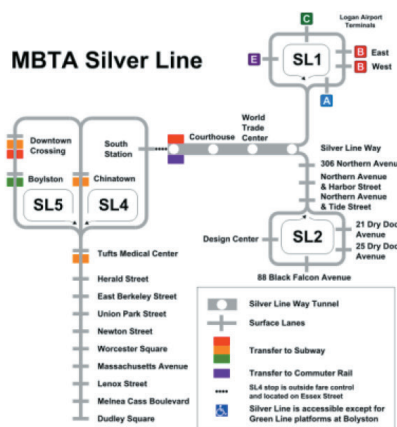 MBTA Silver Line
C
Logan Airport
Terminals
E
SL1
B East
B West
A
Downtown
Crossing
South
Station
Courthouse
World
Trade
Center
Silver Line Way
Boylston
Chinatown
306 Northern Avenue
Northern Avenue
& Harbor Street
Northern Avenue
& Tide Street
SL5
SL4
Design Center
SL2
21 Dry Doc
Avenue
25 Dry Doc
Avenue
88 Black Falcon Avenue
Tufts Medical Center
Herald Street
East Berkeley Street
Union Park Street
Newton Street
Worcester Square
Massachusetts Avenue
Lenox Street
Melnea Cass Boulevard
Dudley Square
Silver Line Way Tunnel
Surface Lanes
Transfer to Subway
Transfer to Commuter Rail
SL4 stop is outside fare control
and located on Essex Street
Silver Line is accessible except for
Green Line platforms at Bolyston